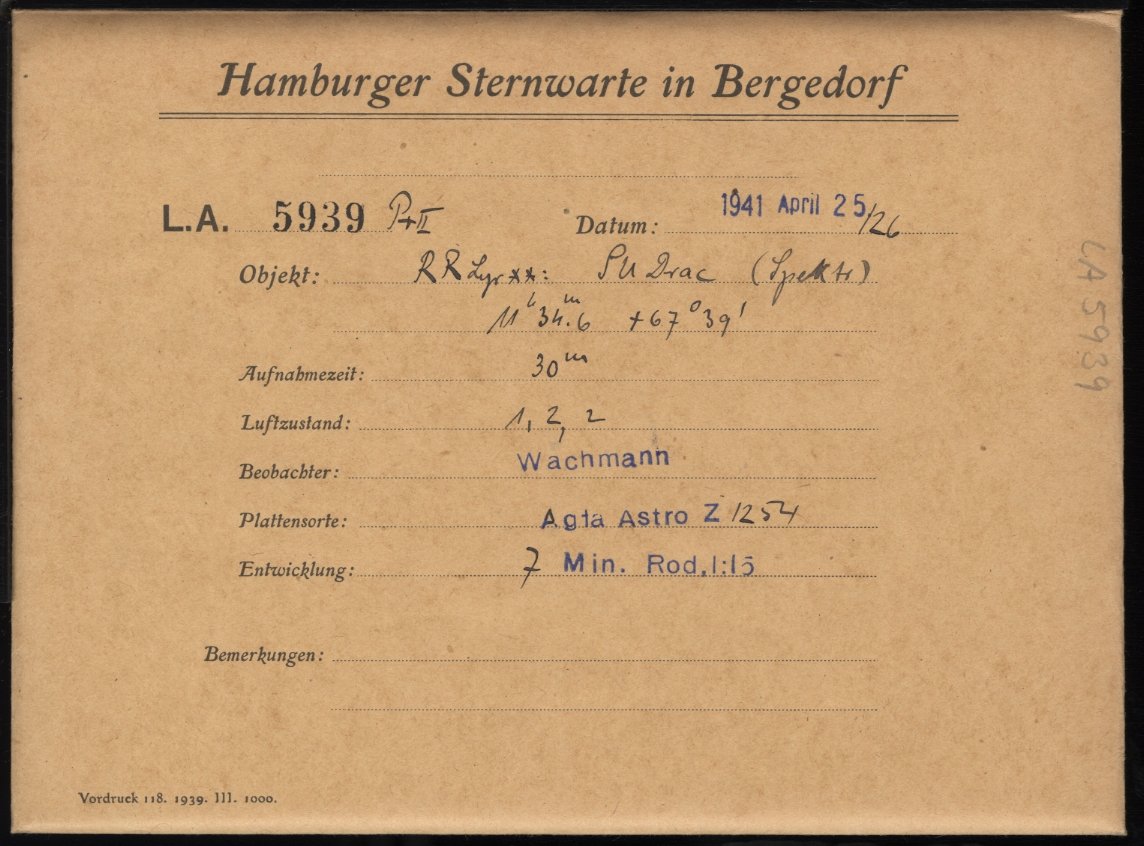 Hamburger Sternwarte in Bergedorf
L.A. 5939 P+II Datum: 1941 April 25/26
Objekt: RR Lyr **: SU Drac (Spektr)
11h 34m.6 +67° 39'
Aufnahmezeit: 30m
Luftzustand: 1, 2, 2
Beobachter: Wachmann
Plattensorte: Agfa Astro Z 1254
Entwicklung: 7 Min. Rod. 1:15
Bemerkungen:
Vordruck 118. 1939. III. 1000.
LA 5939